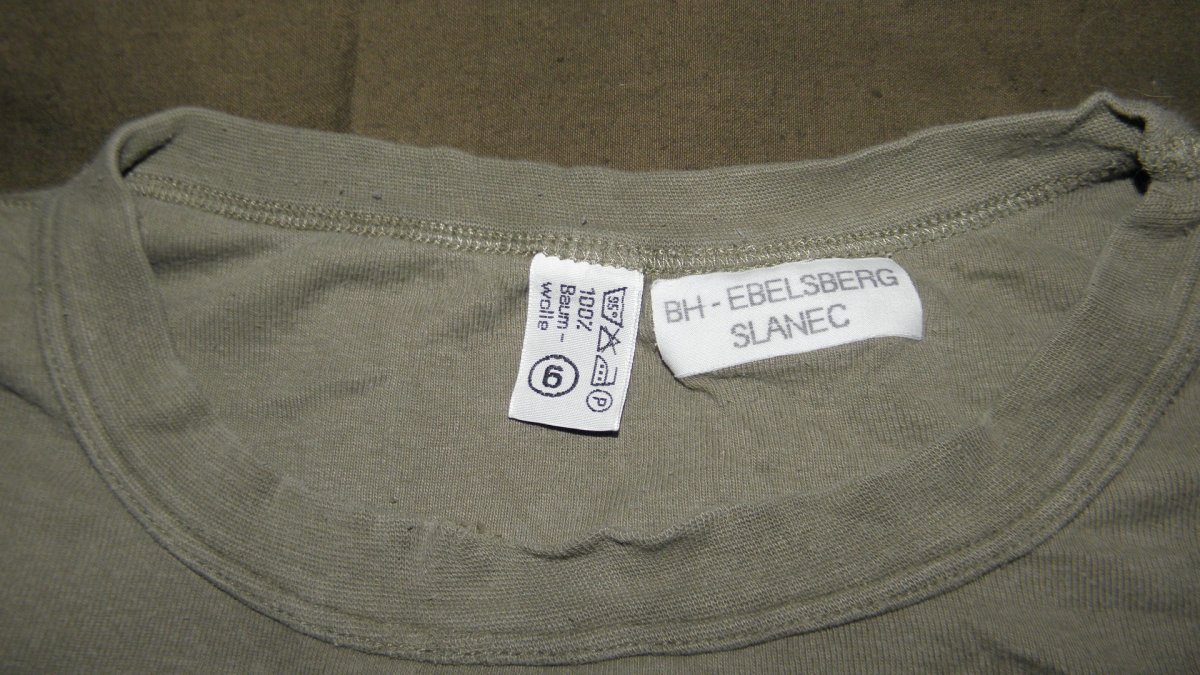 95°
P
100%
Baum-
wolle
6
BH - EBELSBERG
SLANEC